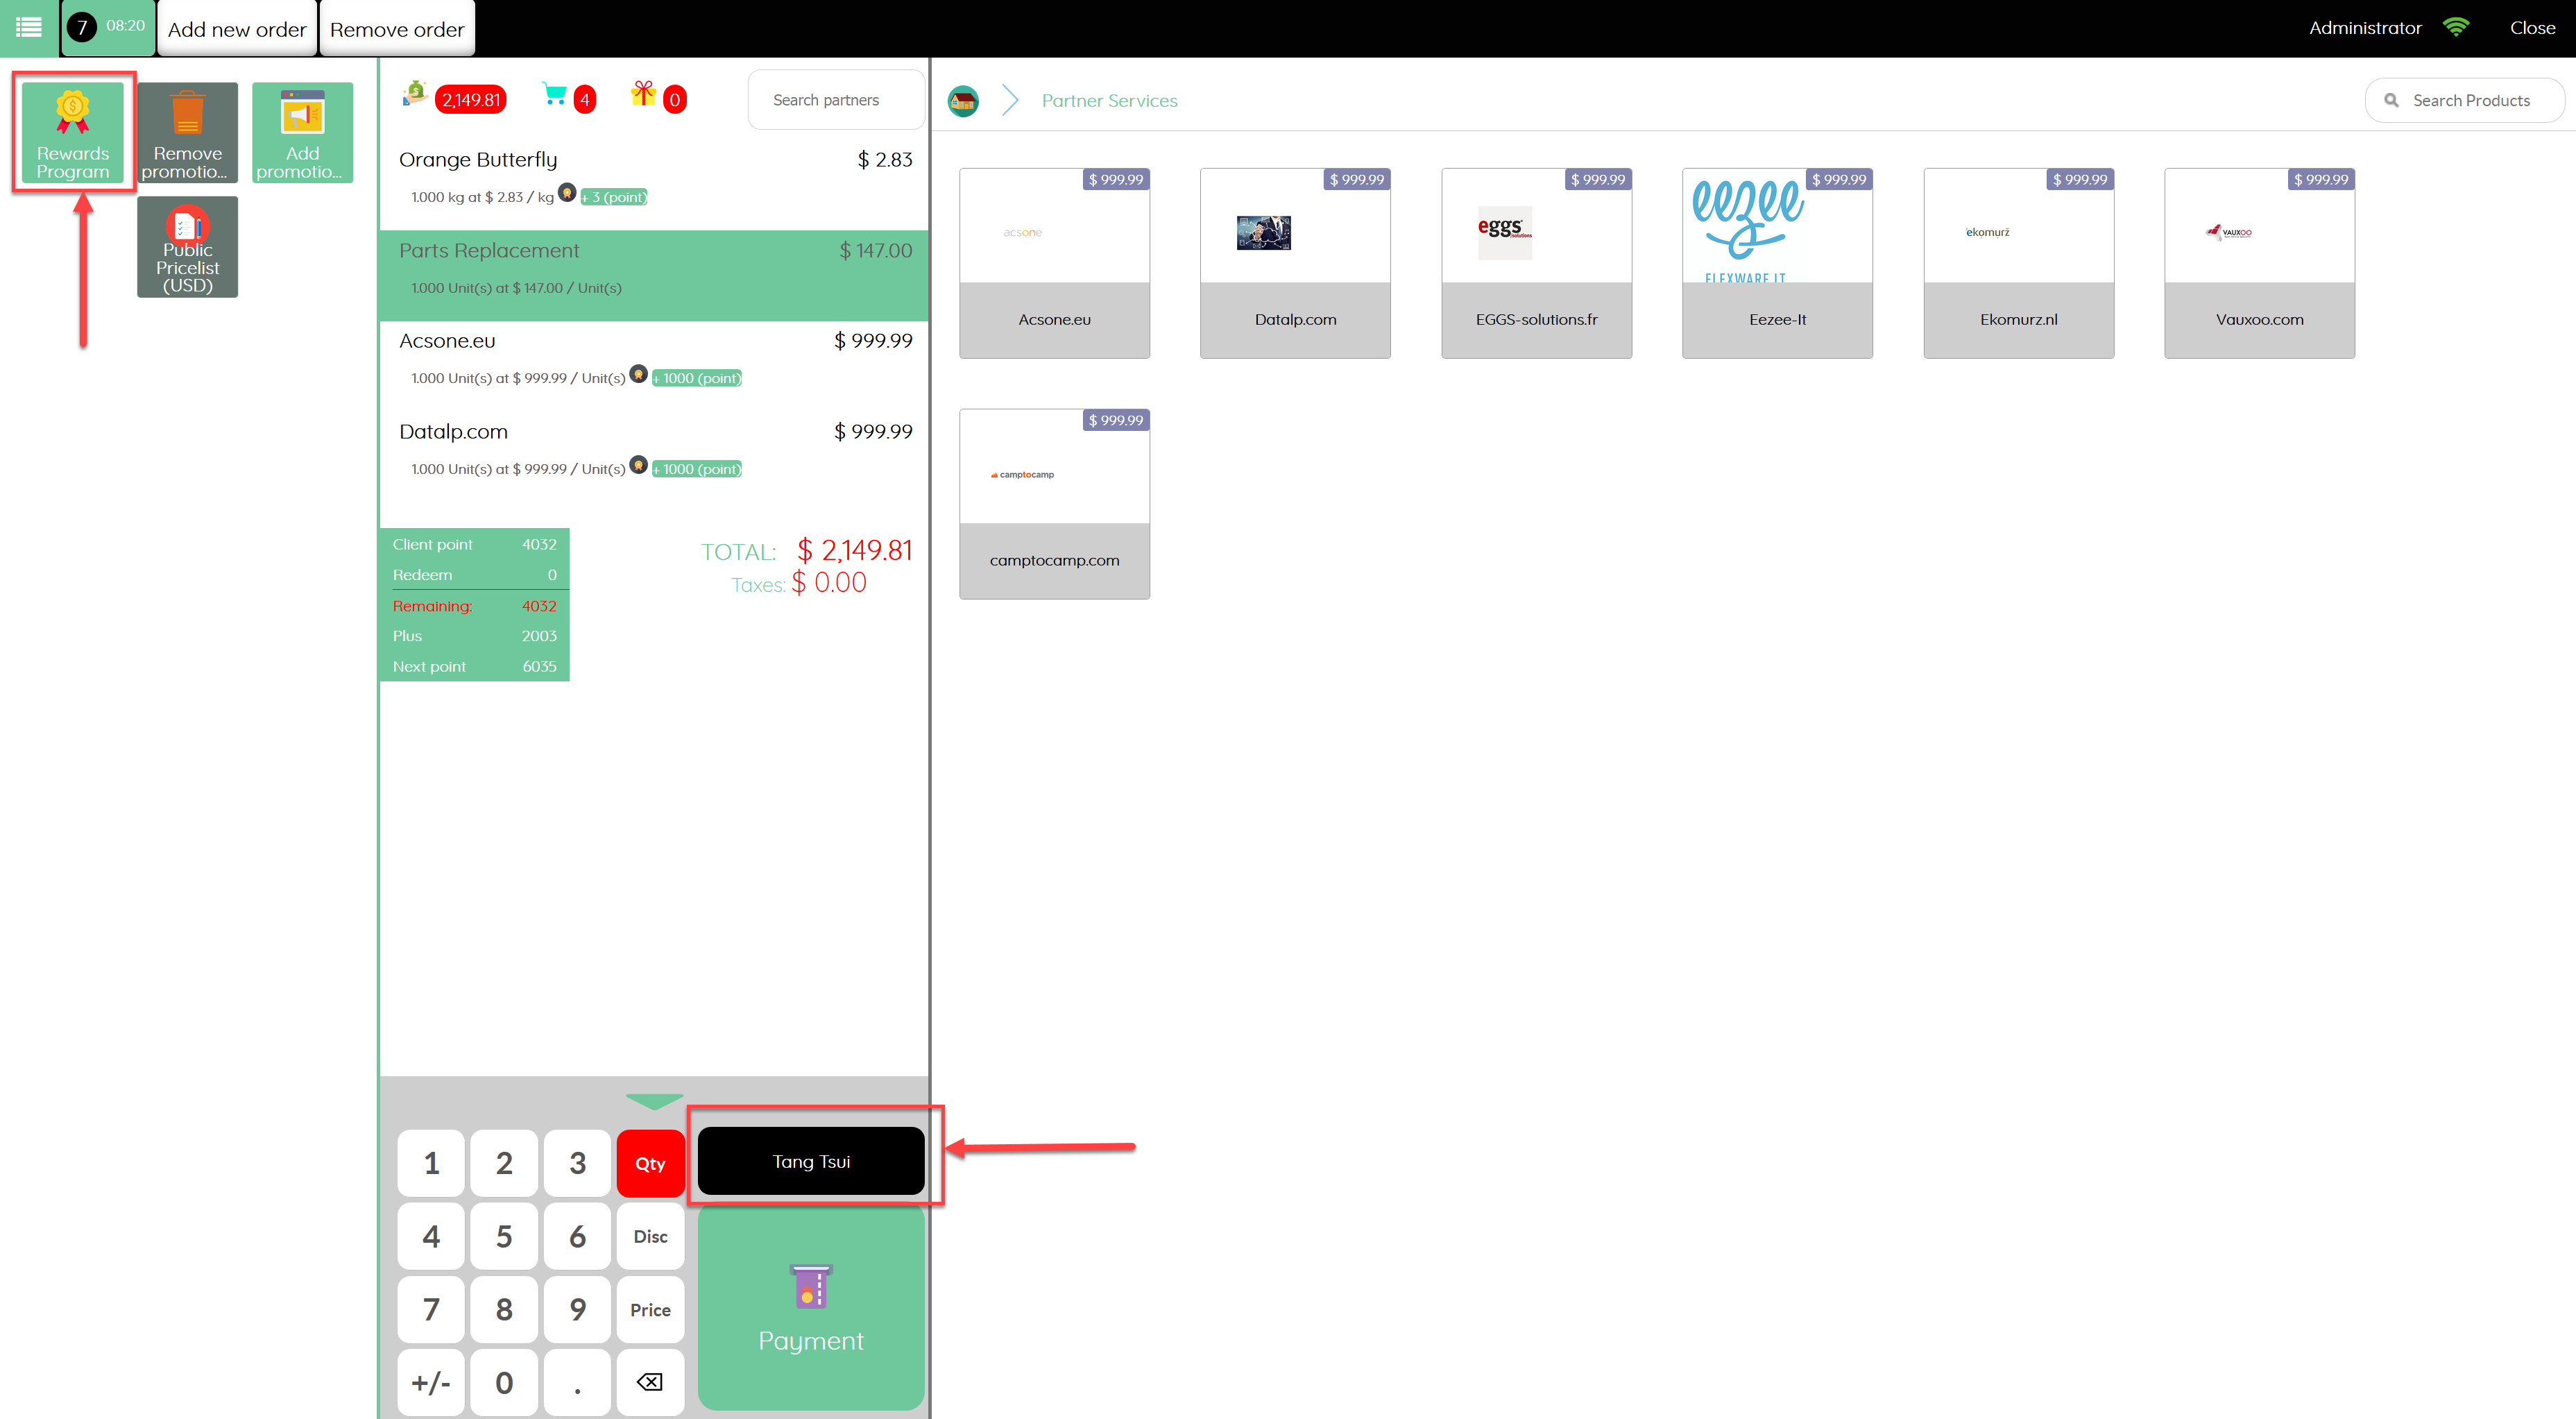 7 08:20 Add new order Remove order Administrator Close
Rewards
Program
Remove
promotio...
Add
promotio...
Public
Pricelist
(USD)
2,149.81 4 0 Search partners
Orange Butterfly $ 2.83
1.000 kg at $ 2.83 / kg + 3 (point)
Parts Replacement $ 147.00
1.000 Unit(s) at $ 147.00 / Unit(s)
Acsone.eu $ 999.99
1.000 Unit(s) at $ 999.99 / Unit(s) + 1000 (point)
Datalp.com $ 999.99
1.000 Unit(s) at $ 999.99 / Unit(s) + 1000 (point)
Client point 4032
Redeem 0
Remaining: 4032
Plus 2003
Next point 6035
TOTAL: $ 2,149.81
Taxes: $ 0.00
1 2 3 Qty
4 5 6 Disc
7 8 9 Price
+/- 0 .
Tang Tsui
Payment
Partner Services Search Products
$ 999.99 $ 999.99 $ 999.99 $ 999.99 $ 999.99 $ 999.99
acsone
eggs solutions
eezee
FLEXWARE IT
ekomurž
VAUXOO
Acsone.eu Datalp.com EGGS-solutions.fr Eezee-It Ekomurz.nl Vauxoo.com
$ 999.99
camptocamp
camptocamp.com